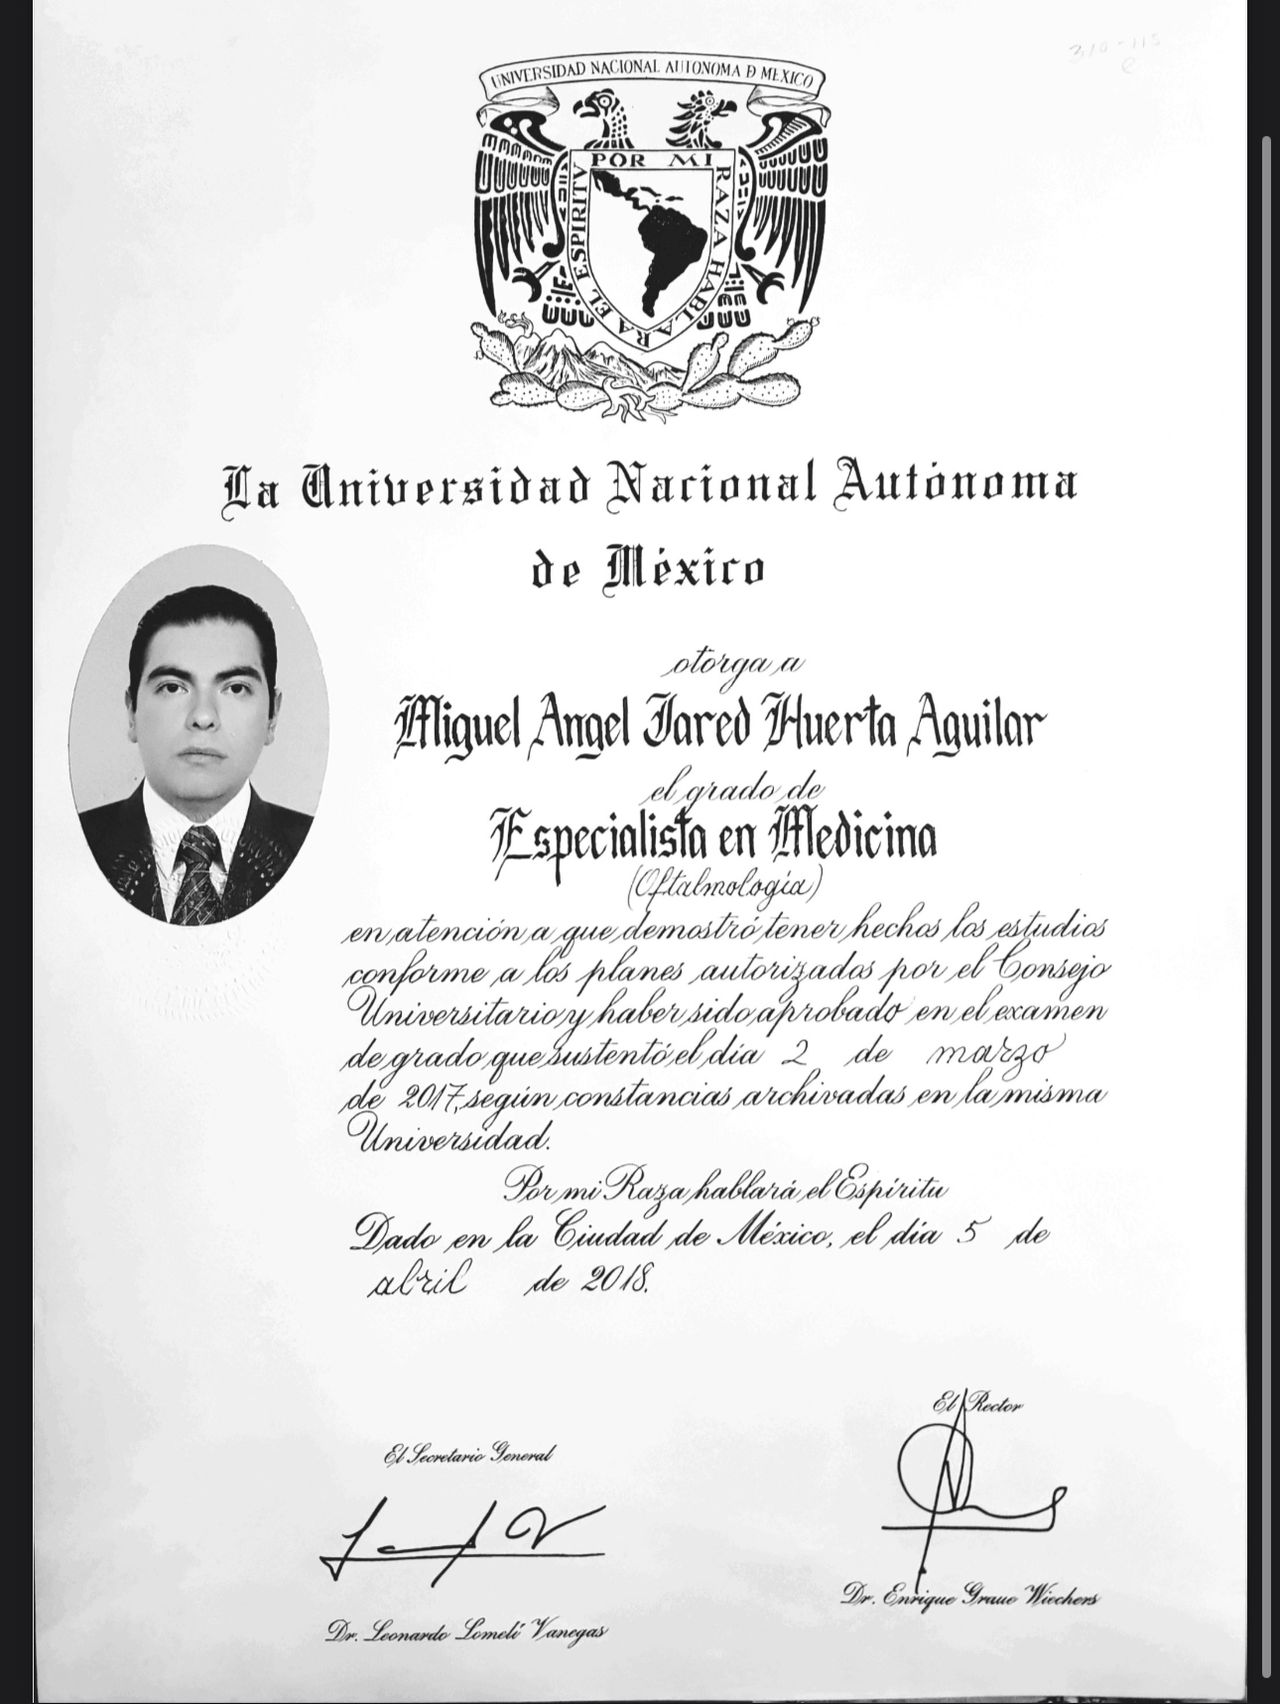 310-115
e
UNIVERSIDAD NACIONAL AUTONOMA D MEXICO
POR MI RAZA HABLARA EL ESPIRITU
La Universidad Nacional Autónoma
de México
otorga a
Miguel Angel Jared Huerta Aguilar
el grado de
Especialista en Medicina
(Oftalmología)
en atención a que demostró tener hechos los estudios
conforme a los planes autorizados por el Consejo
Universitario y haber sido aprobado en el examen
de grado que sustentó el día 2 de marzo
de 2017, según constancias archivadas en la misma
Universidad.
Por mi Raza hablará el Espíritu
Dado en la Ciudad de México, el día 5 de
abril de 2018.
El Secretario General
Dr. Leonardo Lomelí Vanegas
El Rector
Dr. Enrique Graue Wiechers